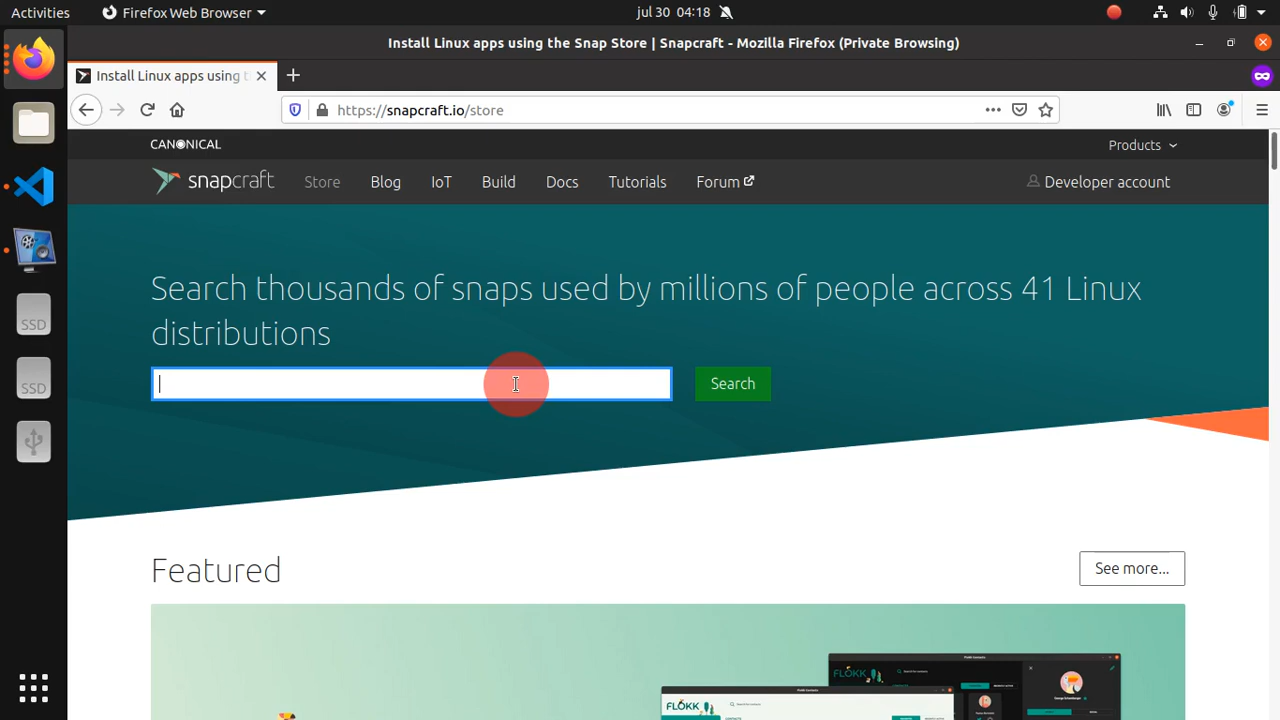 Activities
Firefox Web Browser
jul 30 04:18
Install Linux apps using the Snap Store | Snapcraft - Mozilla Firefox (Private Browsing)
Install Linux apps using t
https://snapcraft.io/store
CANONICAL
Products
snapcraft
Store
Blog
IoT
Build
Docs
Tutorials
Forum
Developer account
Search thousands of snaps used by millions of people across 41 Linux
distributions
Search
SSD
SSD
Featured
See more...
FLOKK
FLOKK